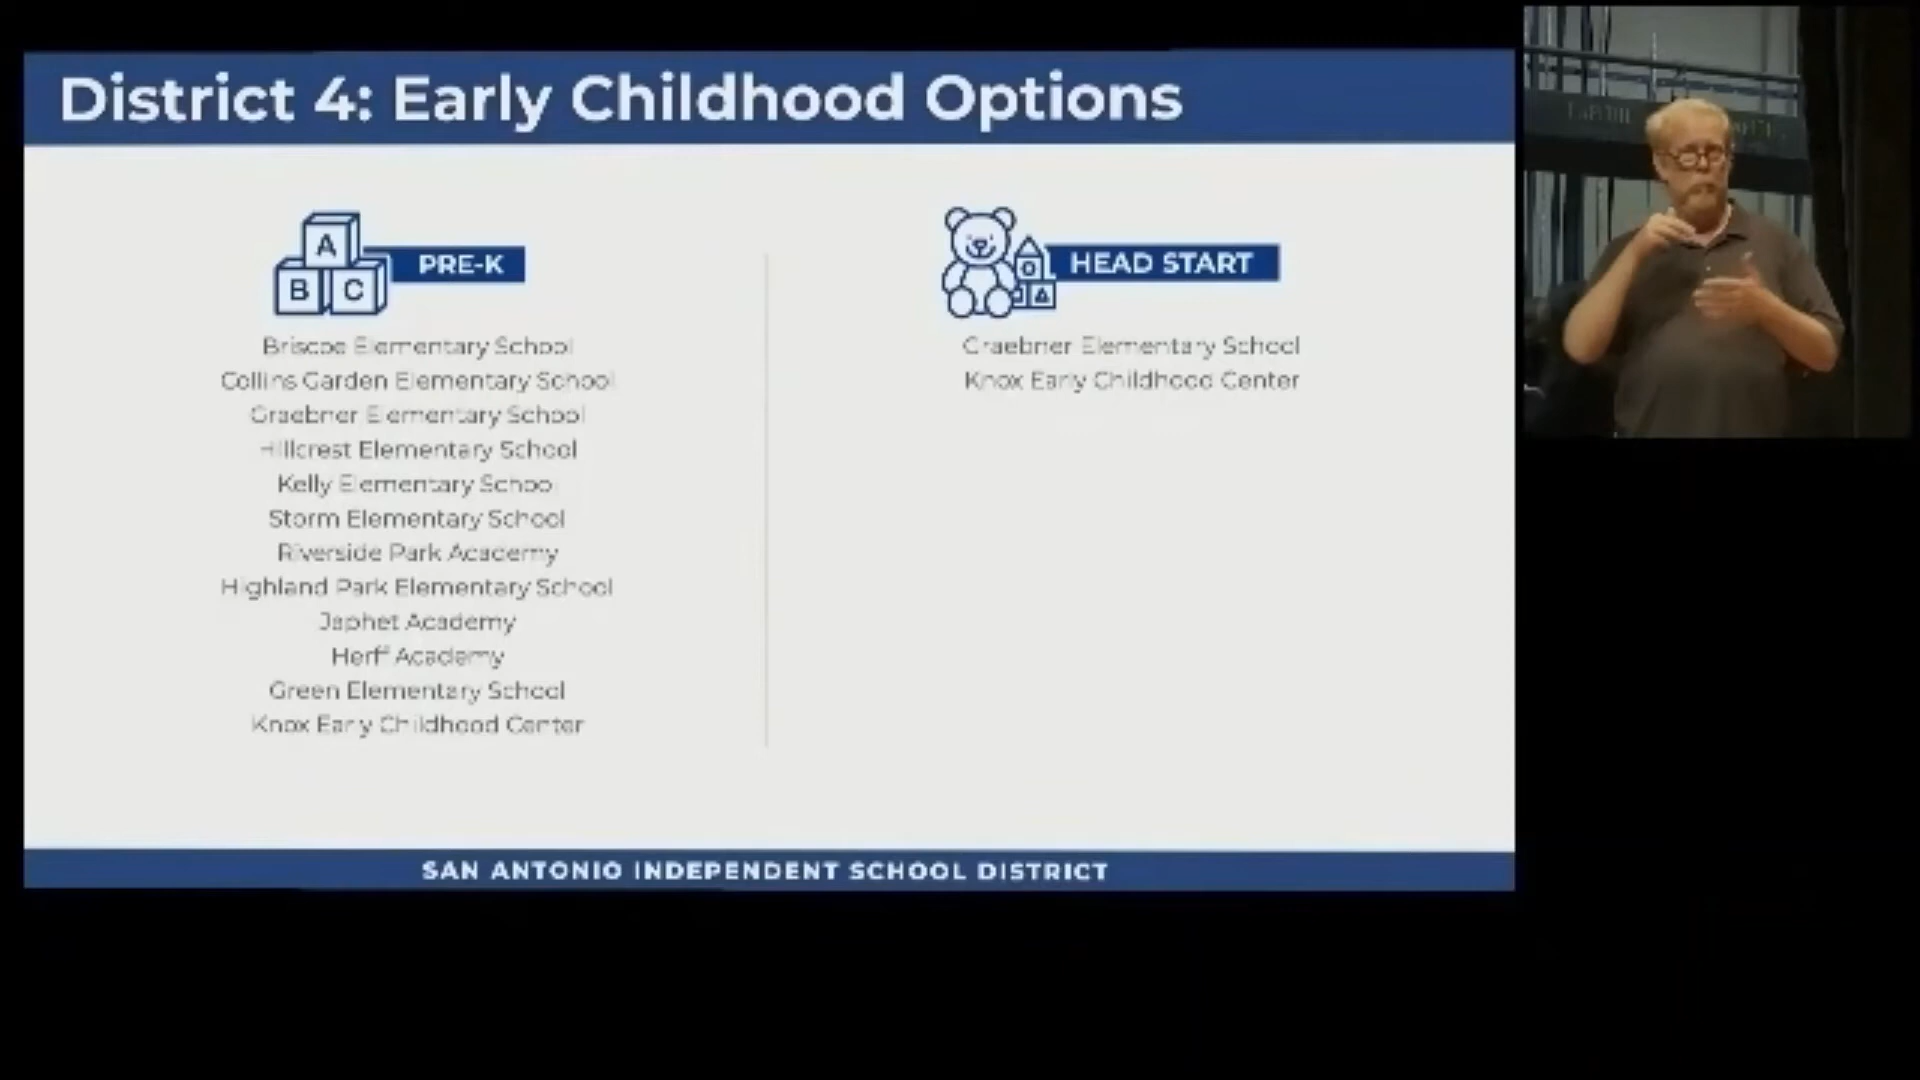 District 4: Early Childhood Options
A
B C
PRE-K
Briscoe Elementary School
Collins Garden Elementary School
Graebner Elementary School
Hillcrest Elementary School
Kelly Elementary School
Storm Elementary School
Riverside Park Academy
Highland Park Elementary School
Japhet Academy
Herff Academy
Green Elementary School
Knox Early Childhood Center
HEAD START
Graebner Elementary School
Knox Early Childhood Center
SAN ANTONIO INDEPENDENT SCHOOL DISTRICT